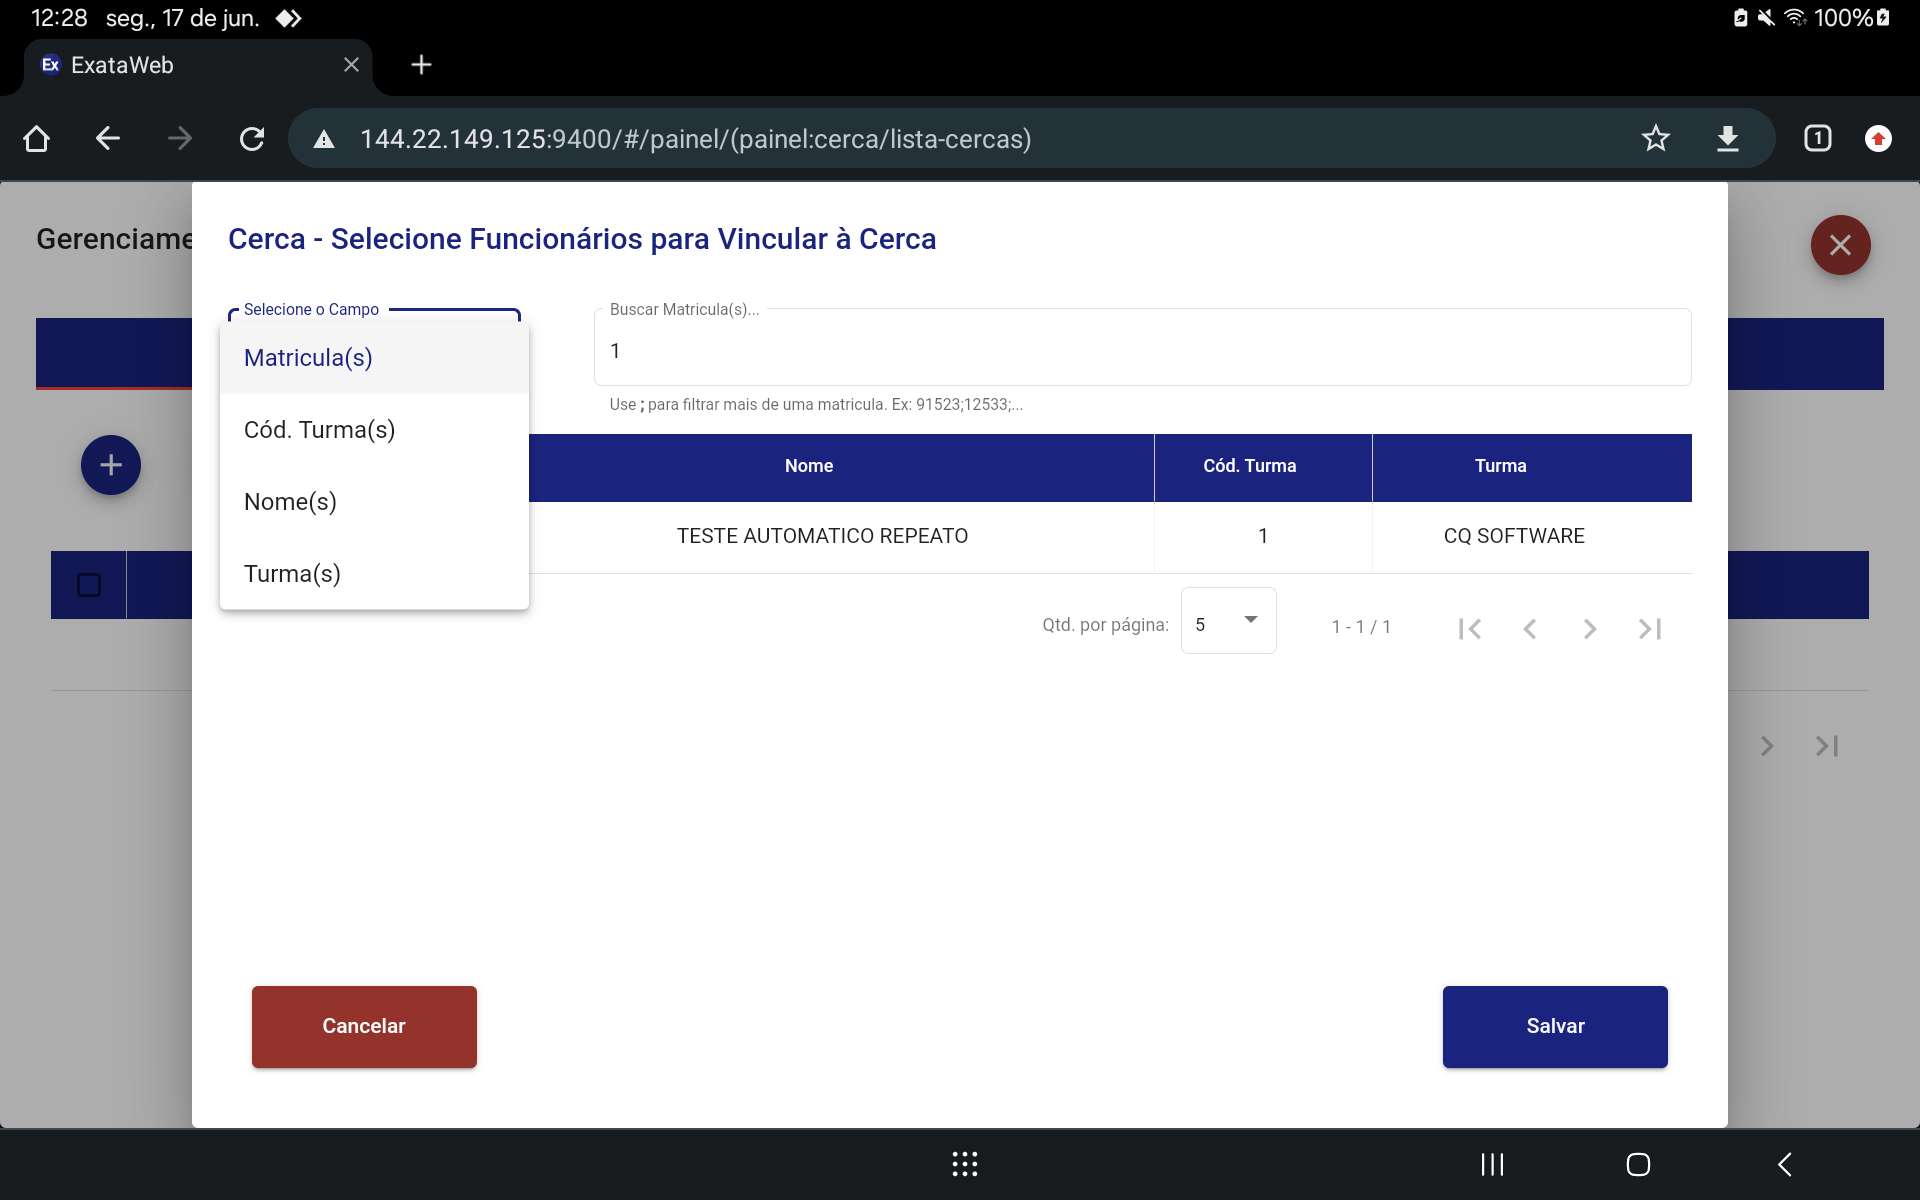 12:28 seg., 17 de jun. 100%
Ex ExataWeb
144.22.149.125:9400/#/painel/(painel:cerca/lista-cercas) 1
Gerenciame
Cerca - Selecione Funcionários para Vincular à Cerca
Selecione o Campo
Buscar Matricula(s)...
Matricula(s)
1
Use ; para filtrar mais de uma matricula. Ex: 91523;12533;...
Cód. Turma(s)
Nome Cód. Turma Turma
Nome(s)
TESTE AUTOMATICO REPEATO 1 CQ SOFTWARE
Turma(s)
Qtd. por página: 5 1 - 1 / 1
Cancelar Salvar